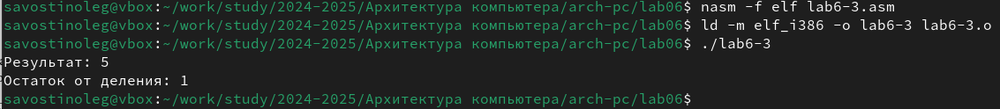 savostinoleg@vbox:~/work/study/2024-2025/Архитектура компьютера/arch-pc/lab06$ nasm -f elf lab6-3.asm
savostinoleg@vbox:~/work/study/2024-2025/Архитектура компьютера/arch-pc/lab06$ ld -m elf_i386 -o lab6-3 lab6-3.o
savostinoleg@vbox:~/work/study/2024-2025/Архитектура компьютера/arch-pc/lab06$ ./lab6-3
Результат: 5
Остаток от деления: 1
savostinoleg@vbox:~/work/study/2024-2025/Архитектура компьютера/arch-pc/lab06$